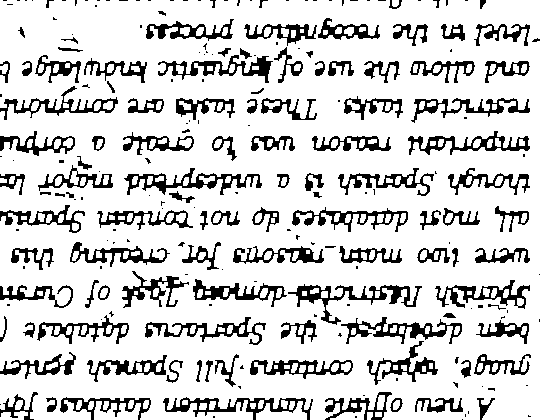 A new offline handwritten database for
guage, which contains full Spanish senten
been developed: the Spartacus database (
Spanish Restricted-domain Task of Cursiv
were two main reasons for creating this
all, most databases do not contain Spanis
though Spanish is a widespread major la
important reason was to create a corpus
restricted tasks. These tasks are commonly
and allow the use of linguistic knowledge b
level in the recognition process.